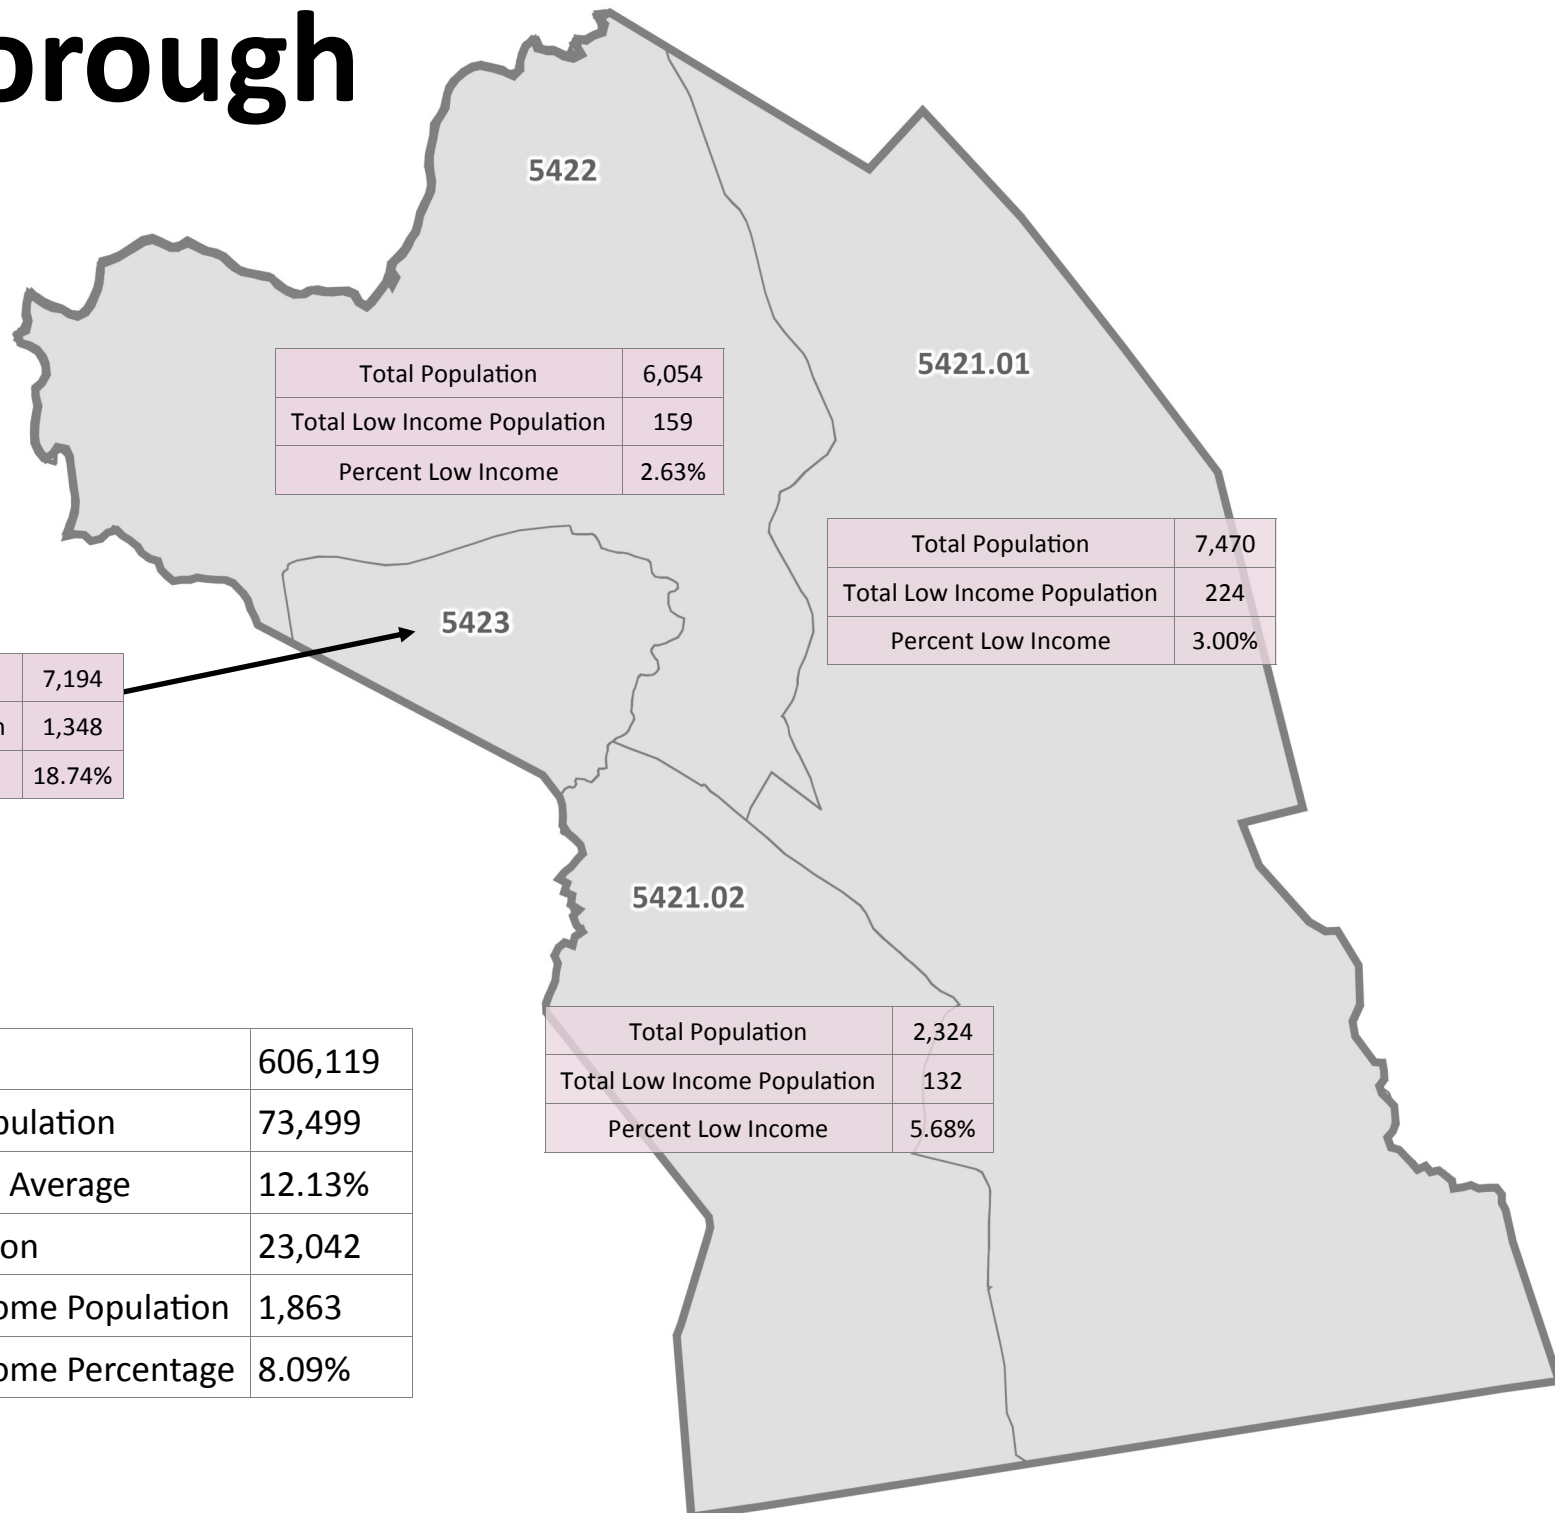 orough
5422
5421.01
Total Population 6,054
Total Low Income Population 159
Percent Low Income 2.63%
Total Population 7,470
Total Low Income Population 224
Percent Low Income 3.00%
5423
7,194
n 1,348
18.74%
5421.02
Total Population 2,324
Total Low Income Population 132
Percent Low Income 5.68%
606,119
pulation 73,499
Average 12.13%
on 23,042
ome Population 1,863
ome Percentage 8.09%